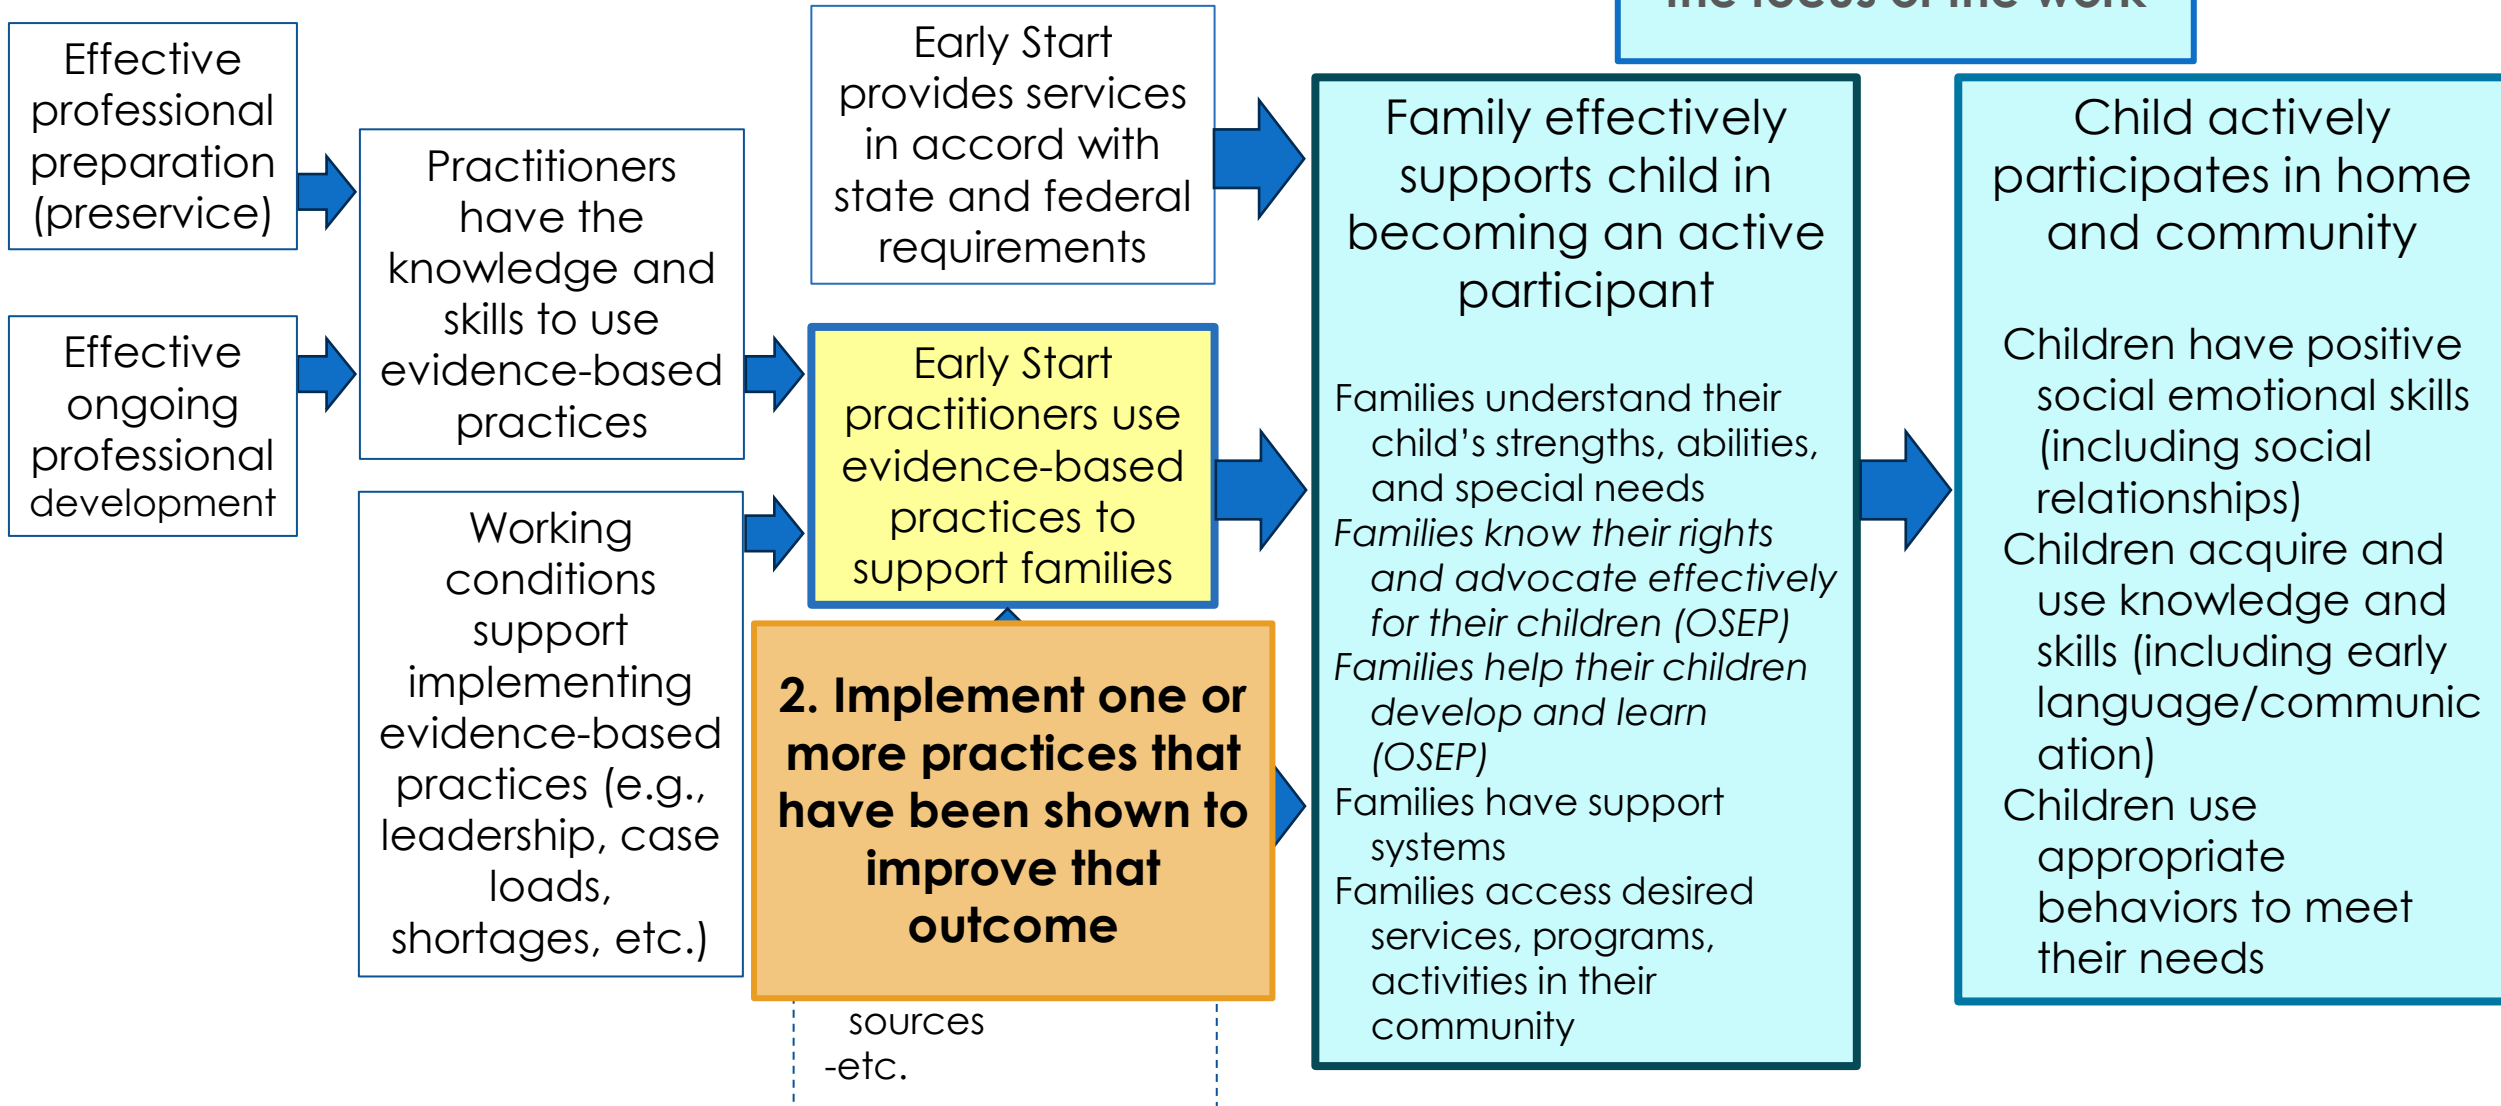 the focus of the work
Effective
professional
preparation
(preservice)
Effective
ongoing
professional
development
Practitioners
have the
knowledge and
skills to use
evidence-based
practices
Working
conditions
support
implementing
evidence-based
practices (e.g.,
leadership, case
loads,
shortages, etc.)
Early Start
provides services
in accord with
state and federal
requirements
Early Start
practitioners use
evidence-based
practices to
support families
2. Implement one or
more practices that
have been shown to
improve that
outcome
sources
-etc.
Family effectively
supports child in
becoming an active
participant
Families understand their
child’s strengths, abilities,
and special needs
Families know their rights
and advocate effectively
for their children (OSEP)
Families help their children
develop and learn
(OSEP)
Families have support
systems
Families access desired
services, programs,
activities in their
community
Child actively
participates in home
and community
Children have positive
social emotional skills
(including social
relationships)
Children acquire and
use knowledge and
skills (including early
language/communic
ation)
Children use
appropriate
behaviors to meet
their needs